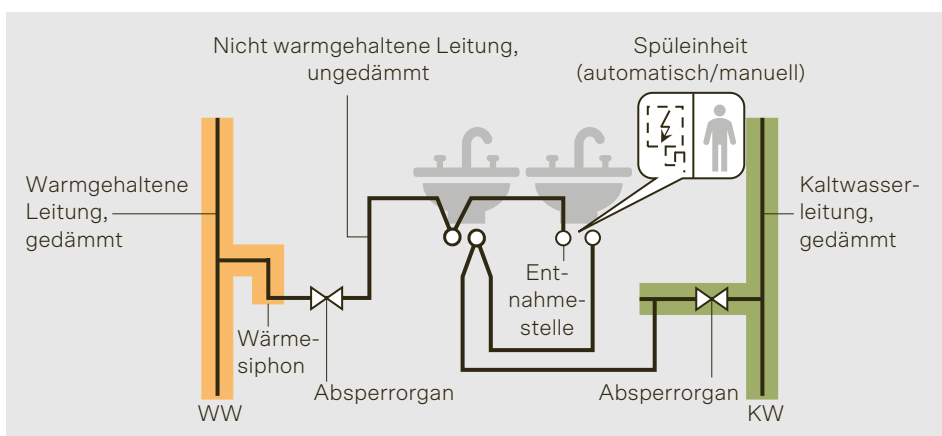 Nicht warmgehaltene Leitung,
ungedämmt
Spüleinheit
(automatisch/manuell)
Warmgehaltene
Leitung,
gedämmt
Kaltwasser-
leitung,
gedämmt
Ent-
nahme-
stelle
Wärme-
siphon
Absperrorgan
Absperrorgan
WW
KW